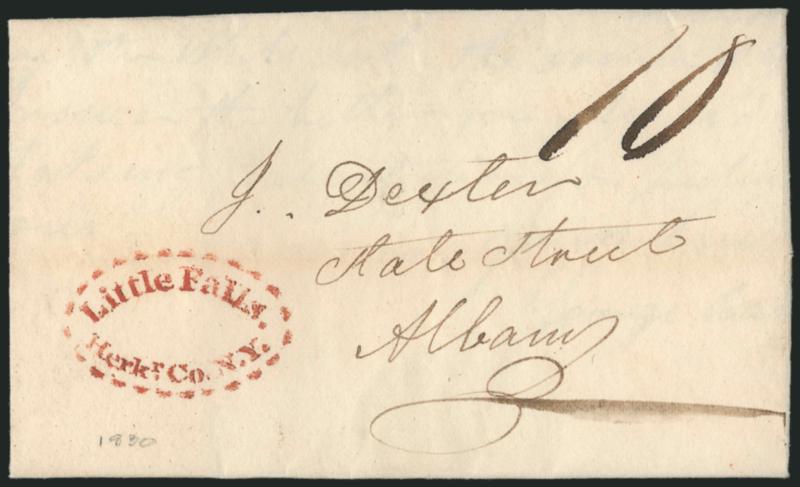 10
J. Dexter
State Street
Albany
Little Falls,
Herkr Co. N.Y.
1830